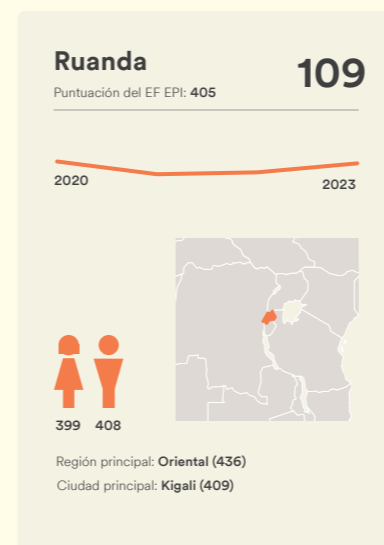 Ruanda
109
Puntuación del EF EPI: 405
2020
2023
399 408
Región principal: Oriental (436)
Ciudad principal: Kigali (409)